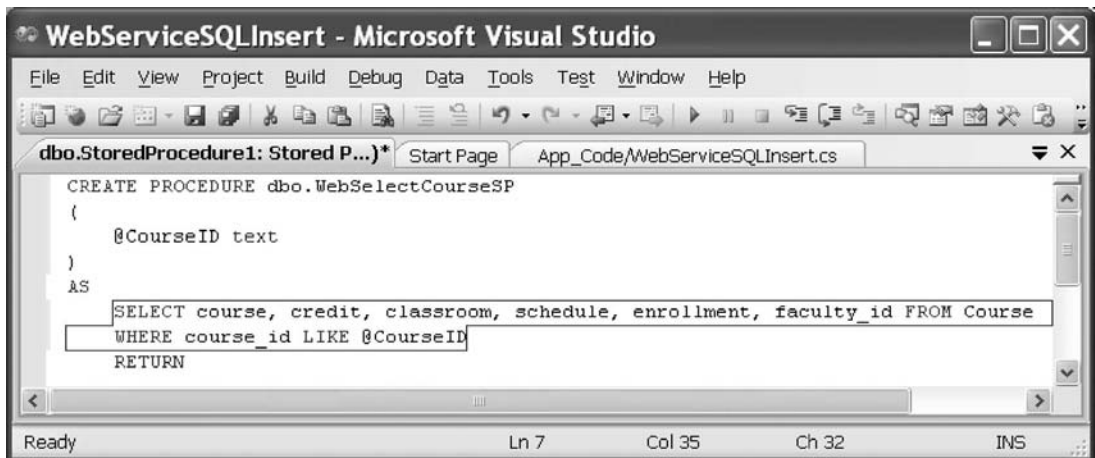 WebServiceSQLInsert - Microsoft Visual Studio
File Edit View Project Build Debug Data Tools Test Window Help
dbo.StoredProcedure1: Stored P...)* Start Page App_Code/WebServiceSQLInsert.cs
CREATE PROCEDURE dbo.WebSelectCourseSP
(
@CourseID text
)
AS
SELECT course, credit, classroom, schedule, enrollment, faculty_id FROM Course
WHERE course_id LIKE @CourseID
RETURN
Ready Ln 7 Col 35 Ch 32 INS